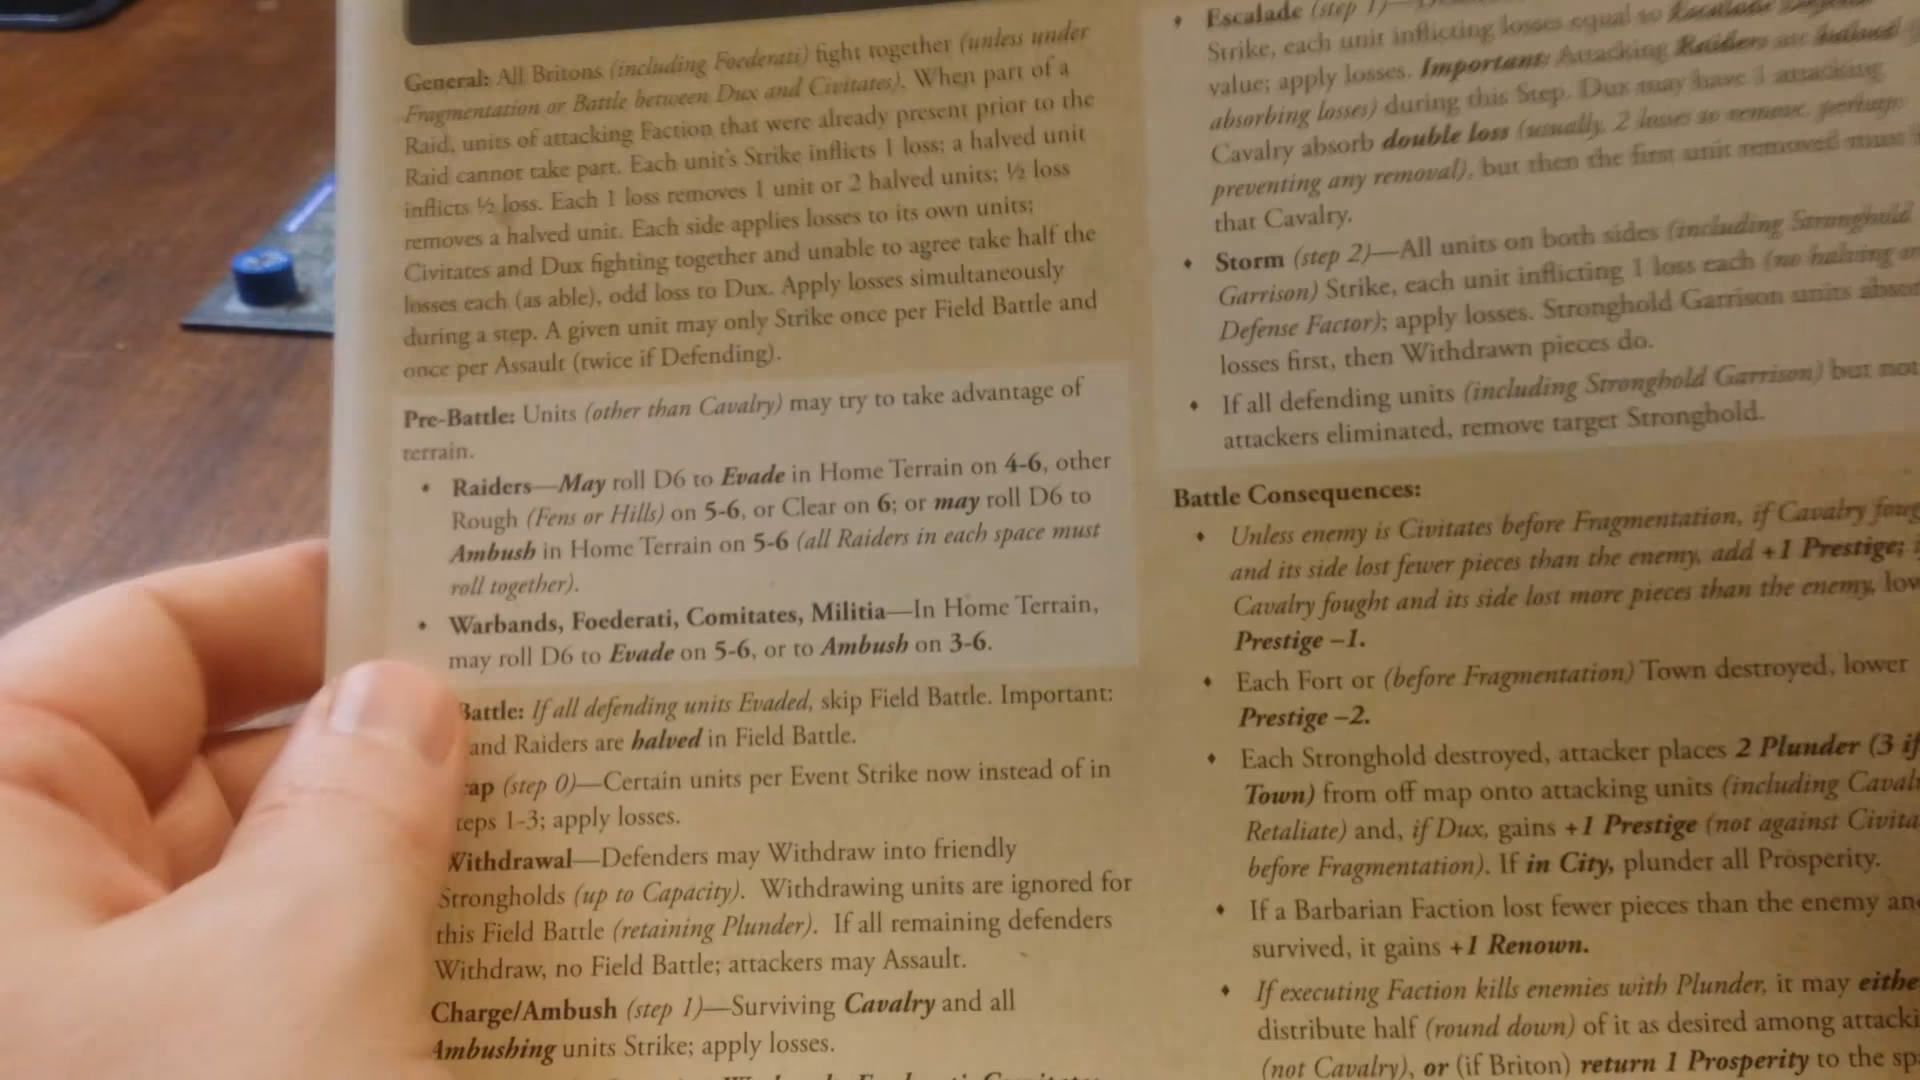 General: All Britons (including Foederati) fight together (unless under
Fragmentation or Battle between Dux and Civitates). When part of a
Raid, units of attacking Faction that were already present prior to the
Raid cannot take part. Each unit's Strike inflicts 1 loss; a halved unit
inflicts ½ loss. Each 1 loss removes 1 unit or 2 halved units; ½ loss
removes a halved unit. Each side applies losses to its own units;
Civitates and Dux fighting together and unable to agree take half the
losses each (as able), odd loss to Dux. Apply losses simultaneously
during a step. A given unit may only Strike once per Field Battle and
once per Assault (twice if Defending).
Pre-Battle: Units (other than Cavalry) may try to take advantage of
terrain.
• Raiders—May roll D6 to Evade in Home Terrain on 4-6, other
Rough (Fens or Hills) on 5-6, or Clear on 6; or may roll D6 to
Ambush in Home Terrain on 5-6 (all Raiders in each space must
roll together).
• Warbands, Foederati, Comitates, Militia—In Home Terrain,
may roll D6 to Evade on 5-6, or to Ambush on 3-6.
Battle: If all defending units Evaded, skip Field Battle. Important:
and Raiders are halved in Field Battle.
ap (step 0)—Certain units per Event Strike now instead of in
teps 1-3; apply losses.
Withdrawal—Defenders may Withdraw into friendly
Strongholds (up to Capacity). Withdrawing units are ignored for
this Field Battle (retaining Plunder). If all remaining defenders
Withdraw, no Field Battle; attackers may Assault.
Charge/Ambush (step 1)—Surviving Cavalry and all
Ambushing units Strike; apply losses.
• Escalade (step 1)—
Strike, each unit inflicting losses equal to
value; apply losses. Important: Attacking Raiders are
absorbing losses) during this Step. Dux may have 1 attacking
Cavalry absorb double loss (usually, 2 losses to remove, perhaps
preventing any removal), but then the first unit removed must
that Cavalry.
• Storm (step 2)—All units on both sides (including Stronghold
Garrison) Strike, each unit inflicting 1 loss each (no halving
Defense Factor); apply losses. Stronghold Garrison units
losses first, then Withdrawn pieces do.
• If all defending units (including Stronghold Garrison) but not
attackers eliminated, remove target Stronghold.
Battle Consequences:
• Unless enemy is Civitates before Fragmentation, if Cavalry
and its side lost fewer pieces than the enemy, add +1 Prestige;
Cavalry fought and its side lost more pieces than the enemy,
Prestige –1.
• Each Fort or (before Fragmentation) Town destroyed, lower
Prestige –2.
• Each Stronghold destroyed, attacker places 2 Plunder (3 if
Town) from off map onto attacking units (including
Retaliate) and, if Dux, gains +1 Prestige (not against
before Fragmentation). If in City, plunder all Prosperity.
• If a Barbarian Faction lost fewer pieces than the enemy
survived, it gains +1 Renown.
• If executing Faction kills enemies with Plunder, it may
distribute half (round down) of it as desired among
(not Cavalry), or (if Briton) return 1 Prosperity to the